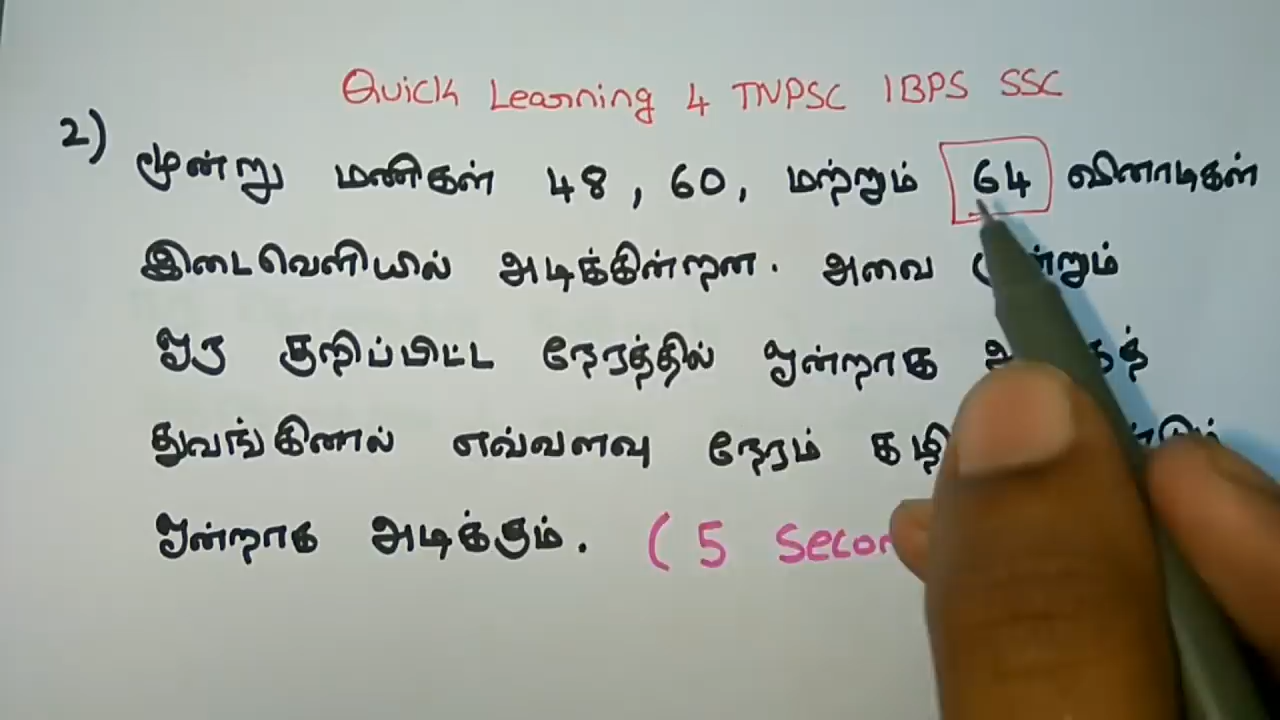 Quick Learning 4 TNPSC IBPS SSC
2) மூன்று மணிகள் 48, 60, மற்றும் 64 வினாடிகள்
இடைவெளியில் அடிக்கின்றன. அவை
ஒரு குறிப்பிட்ட நேரத்தில் ஒன்றாக
துவங்கினால் எவ்வளவு நேரம்
ஒன்றாக அடிக்கும். ( 5